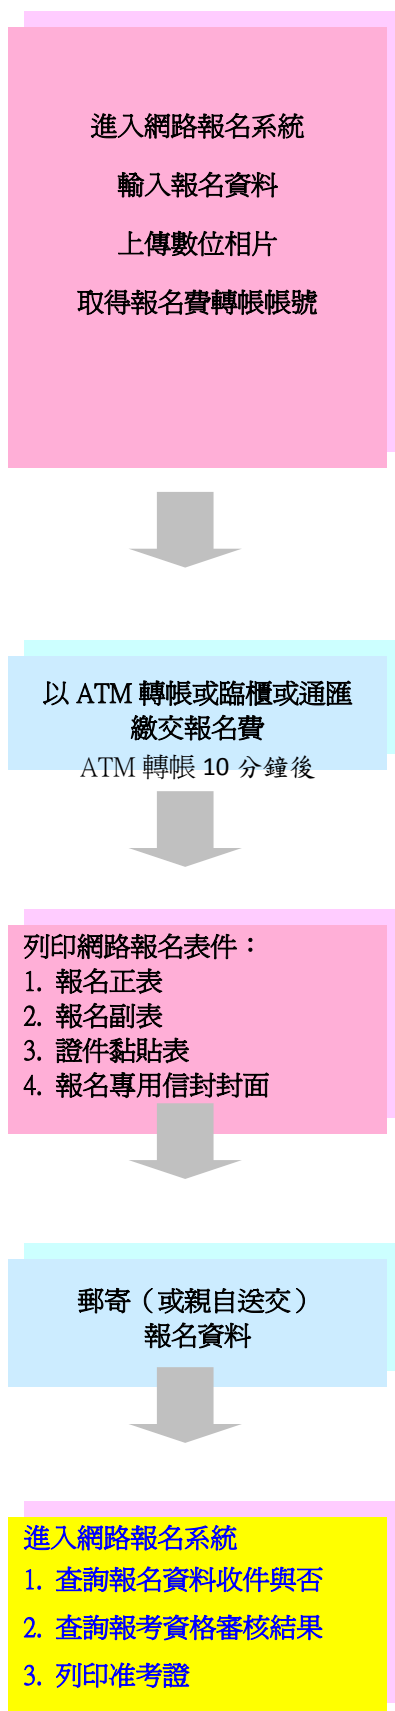 進入網路報名系統
輸入報名資料
上傳數位相片
取得報名費轉帳帳號
以 ATM 轉帳或臨櫃或通匯
繳交報名費
ATM 轉帳 10 分鐘後
列印網路報名表件：
1. 報名正表
2. 報名副表
3. 證件黏貼表
4. 報名專用信封封面
郵寄（或親自送交）
報名資料
進入網路報名系統
1. 查詢報名資料收件與否
2. 查詢報考資格審核結果
3. 列印准考證